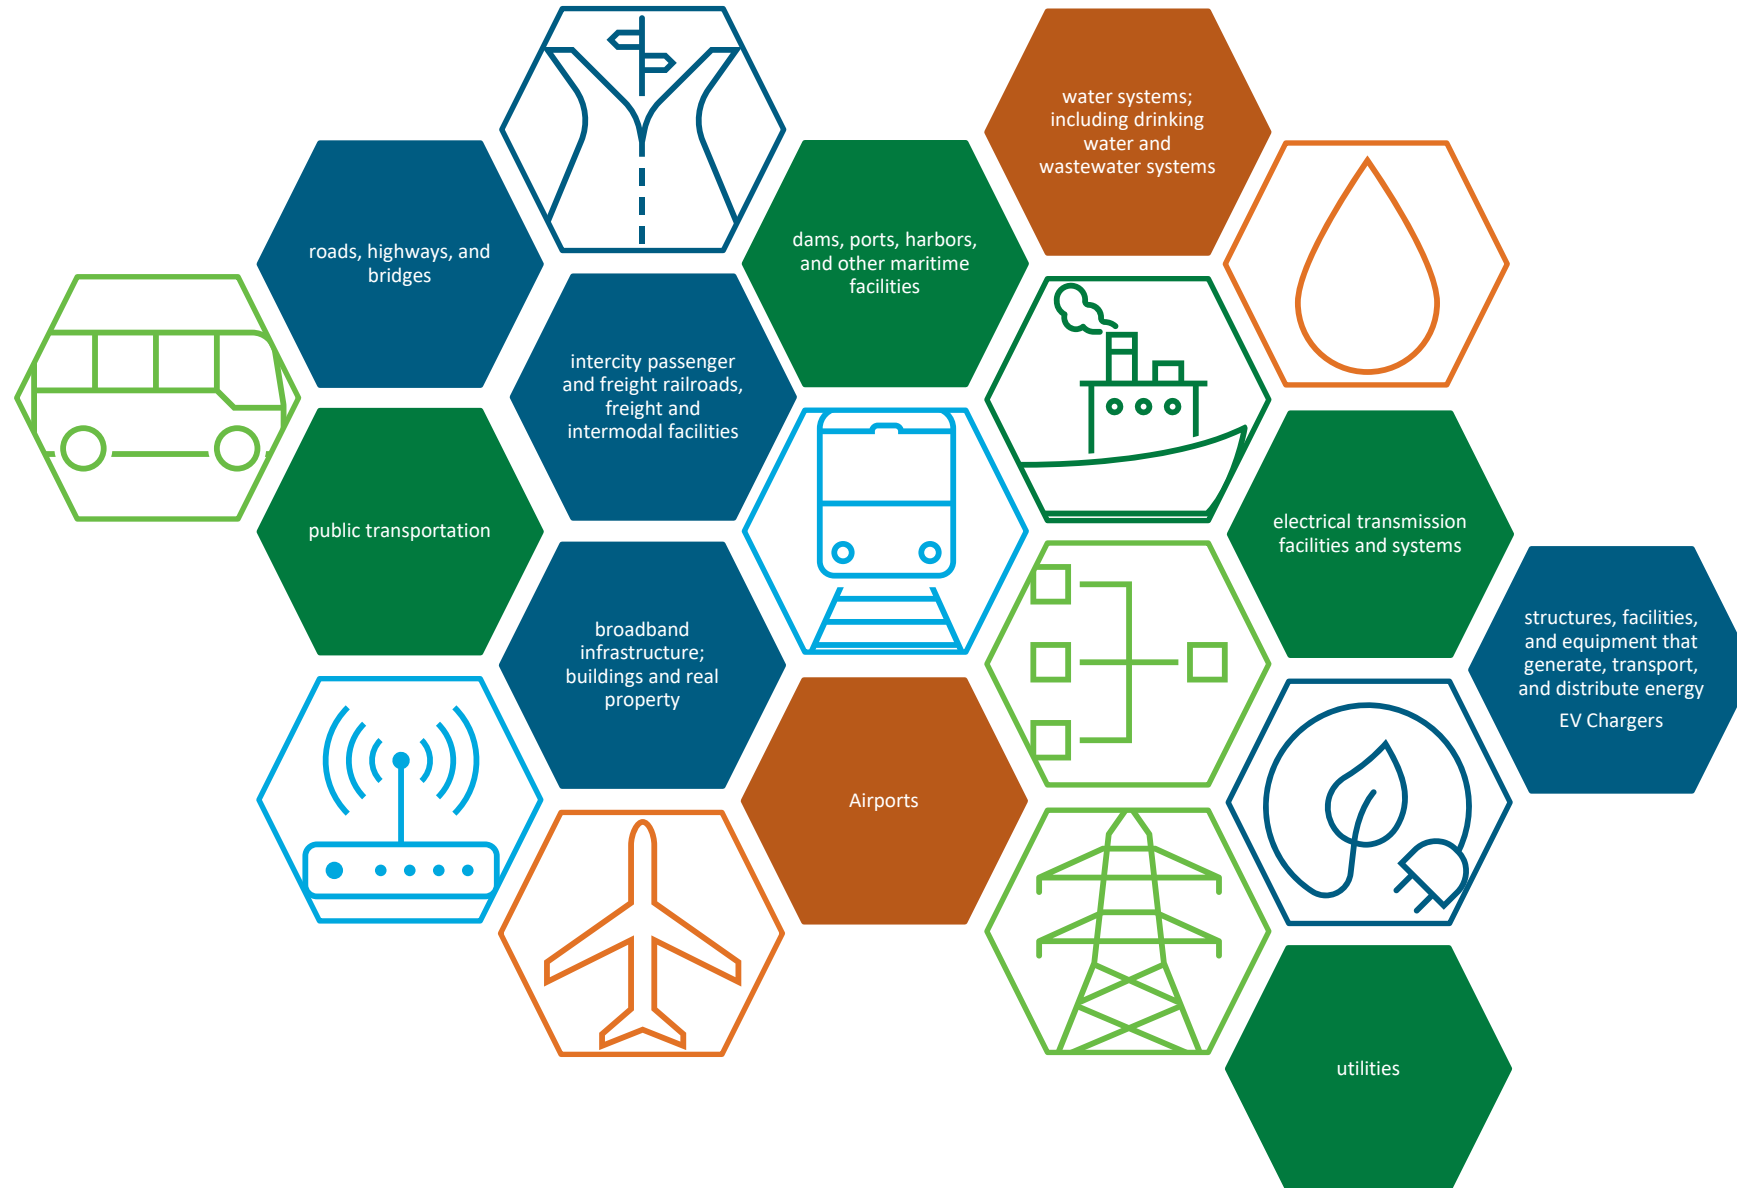 water systems;
including drinking
water and
wastewater systems
roads, highways, and
bridges
dams, ports, harbors,
and other maritime
facilities
intercity passenger
and freight railroads,
freight and
intermodal facilities
public transportation
electrical transmission
facilities and systems
broadband
infrastructure;
buildings and real
property
structures, facilities,
and equipment that
generate, transport,
and distribute energy
EV Chargers
Airports
utilities